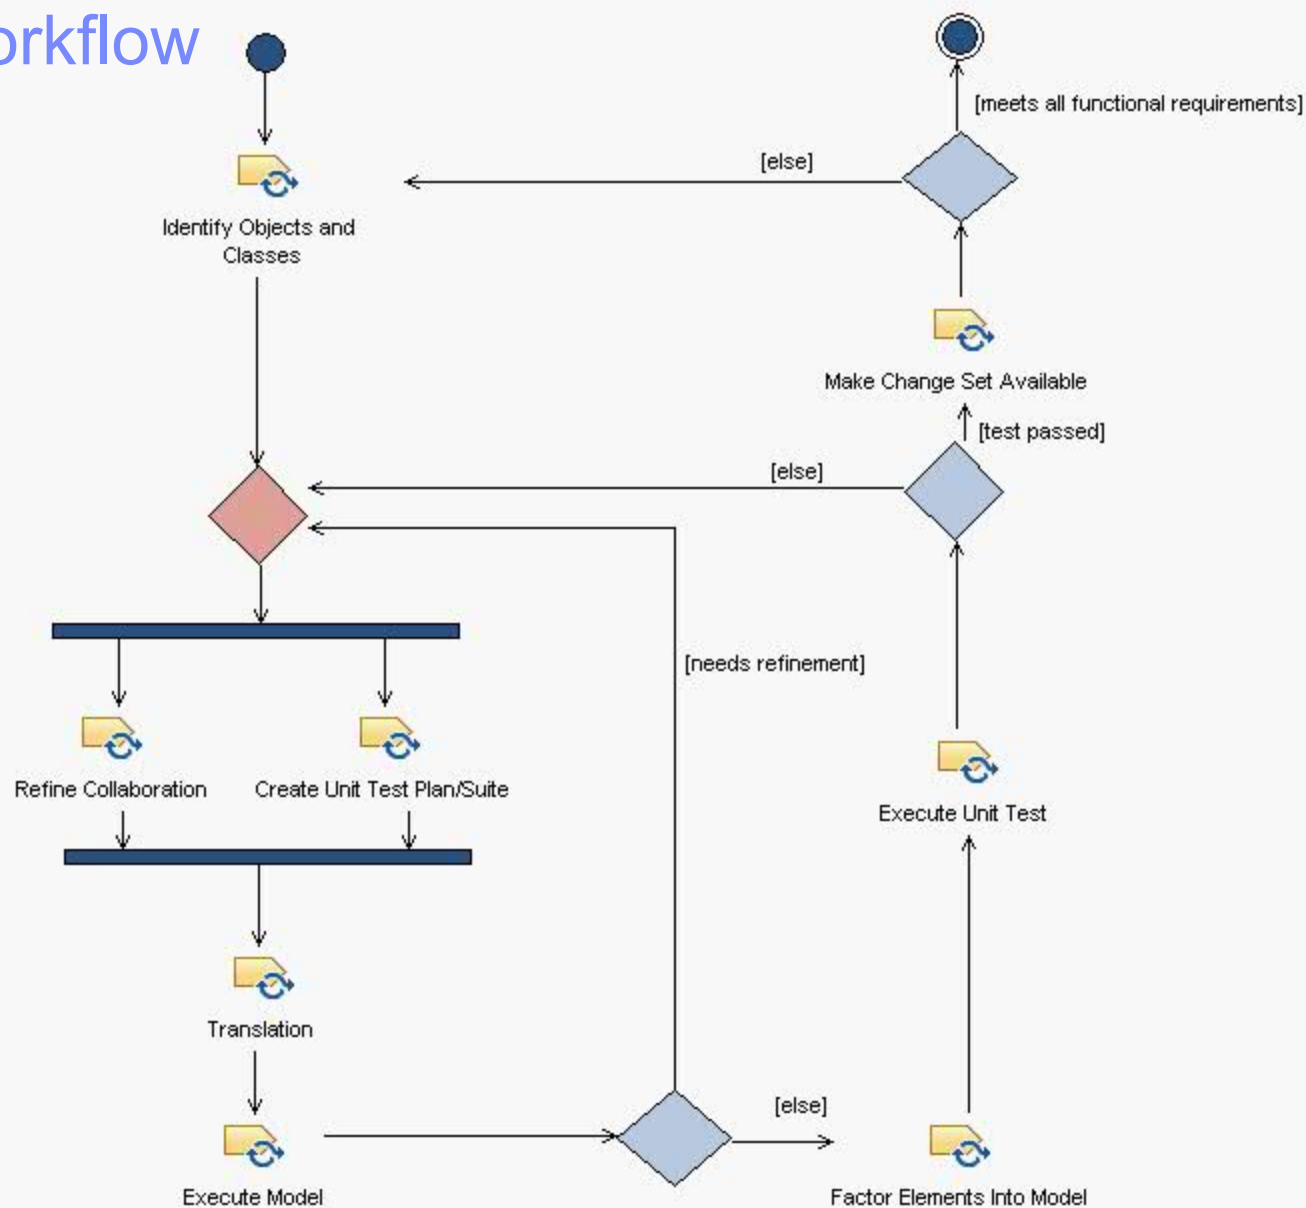 orkflow
[meets all functional requirements]
[else]
Identify Objects and
Classes
Make Change Set Available
[test passed]
[else]
[needs refinement]
Refine Collaboration
Create Unit Test Plan/Suite
Execute Unit Test
Translation
[else]
Execute Model
Factor Elements Into Model